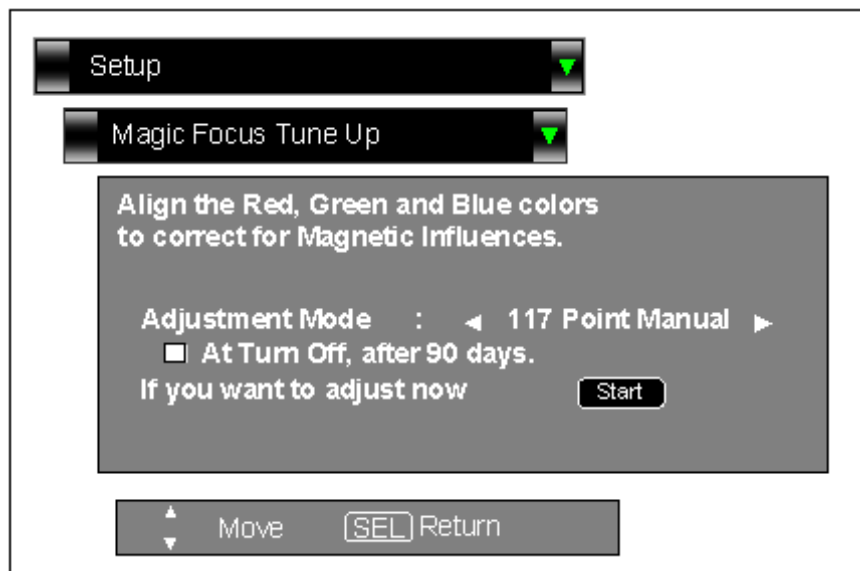 Setup
Magic Focus Tune Up
Align the Red, Green and Blue colors
to correct for Magnetic Influences.
Adjustment Mode : 117 Point Manual
At Turn Off, after 90 days.
If you want to adjust now Start
Move SEL Return